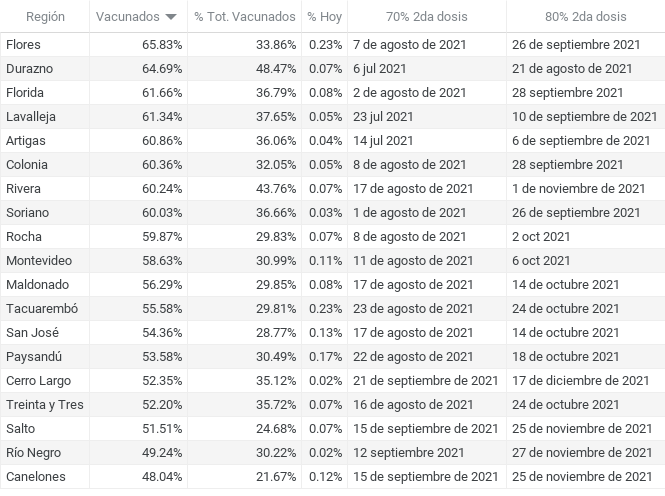 Región Vacunados % Tot. Vacunados % Hoy 70% 2da dosis 80% 2da dosis
Flores 65.83% 33.86% 0.23% 7 de agosto de 2021 26 de septiembre 2021
Durazno 64.69% 48.47% 0.07% 6 jul 2021 21 de agosto de 2021
Florida 61.66% 36.79% 0.08% 2 de agosto de 2021 28 septiembre 2021
Lavalleja 61.34% 37.65% 0.05% 23 jul 2021 10 de septiembre de 2021
Artigas 60.86% 36.06% 0.04% 14 jul 2021 6 de septiembre de 2021
Colonia 60.36% 32.05% 0.05% 8 de agosto de 2021 28 septiembre 2021
Rivera 60.24% 43.76% 0.07% 17 de agosto de 2021 1 de noviembre de 2021
Soriano 60.03% 36.66% 0.03% 1 de agosto de 2021 26 de septiembre 2021
Rocha 59.87% 29.83% 0.07% 8 de agosto de 2021 2 oct 2021
Montevideo 58.63% 30.99% 0.11% 11 de agosto de 2021 6 oct 2021
Maldonado 56.29% 29.85% 0.08% 17 de agosto de 2021 14 de octubre 2021
Tacuarembó 55.58% 29.81% 0.23% 23 de agosto de 2021 24 de octubre 2021
San José 54.36% 28.77% 0.13% 17 de agosto de 2021 14 de octubre 2021
Paysandú 53.58% 30.49% 0.17% 22 de agosto de 2021 18 de octubre 2021
Cerro Largo 52.35% 35.12% 0.02% 21 de septiembre de 2021 17 de diciembre de 2021
Treinta y Tres 52.20% 35.72% 0.07% 16 de agosto de 2021 24 de octubre 2021
Salto 51.51% 24.68% 0.07% 15 de septiembre de 2021 25 de noviembre de 2021
Río Negro 49.24% 30.22% 0.02% 12 septiembre 2021 27 de noviembre de 2021
Canelones 48.04% 21.67% 0.12% 15 de septiembre de 2021 25 de noviembre de 2021